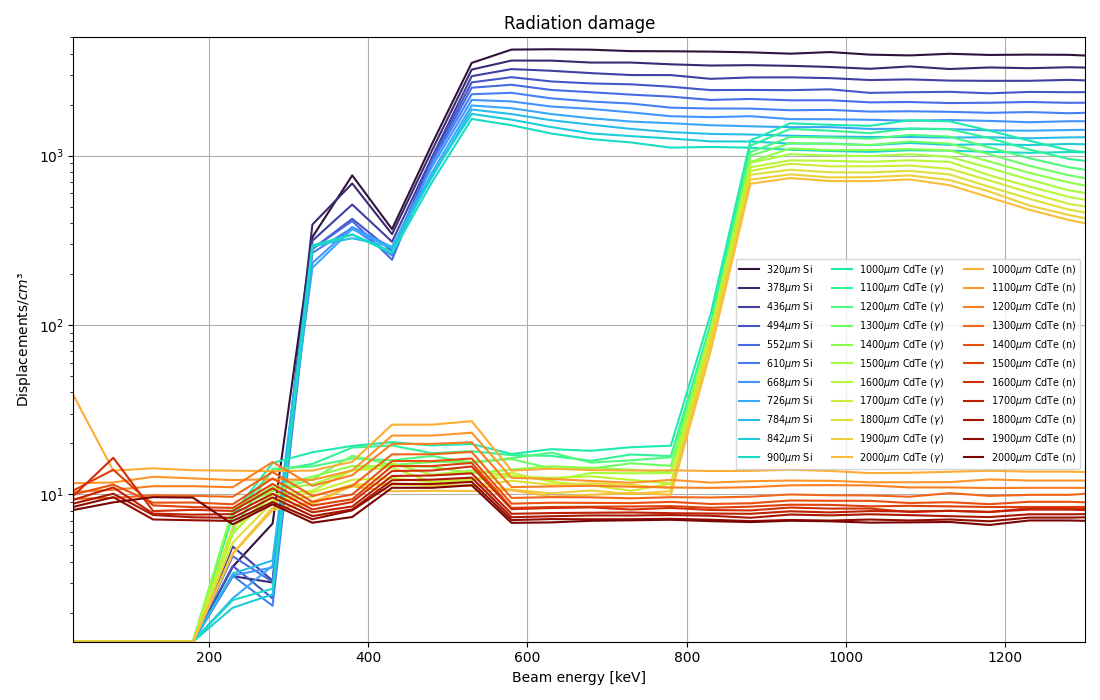 Radiation damage
Displacements/cm³
10³
10²
10¹
200 400 600 800 1000 1200
Beam energy [keV]
320μm Si 1000μm CdTe (γ) 1000μm CdTe (n)
378μm Si 1100μm CdTe (γ) 1100μm CdTe (n)
436μm Si 1200μm CdTe (γ) 1200μm CdTe (n)
494μm Si 1300μm CdTe (γ) 1300μm CdTe (n)
552μm Si 1400μm CdTe (γ) 1400μm CdTe (n)
610μm Si 1500μm CdTe (γ) 1500μm CdTe (n)
668μm Si 1600μm CdTe (γ) 1600μm CdTe (n)
726μm Si 1700μm CdTe (γ) 1700μm CdTe (n)
784μm Si 1800μm CdTe (γ) 1800μm CdTe (n)
842μm Si 1900μm CdTe (γ) 1900μm CdTe (n)
900μm Si 2000μm CdTe (γ) 2000μm CdTe (n)